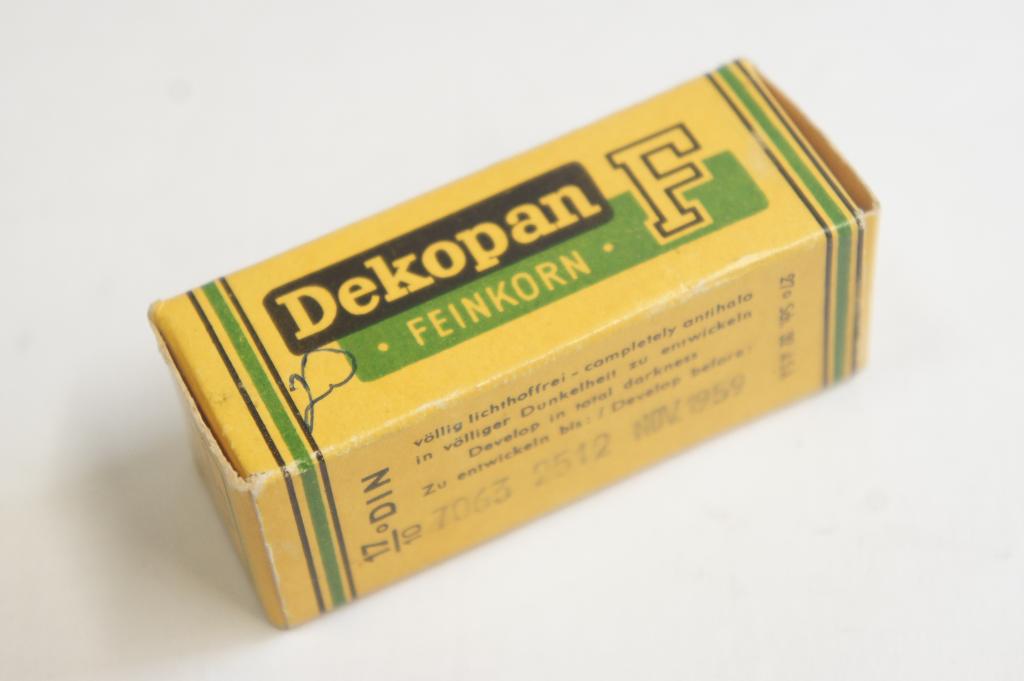 Dekopan F
· FEINKORN ·
völlig lichthoffrei - completely antihalo
in völliger Dunkelheit zu entwickeln
Develop in total darkness
Zu entwickeln bis: / Develop before:
7063 2512 NOV. 1959
17/10° DIN